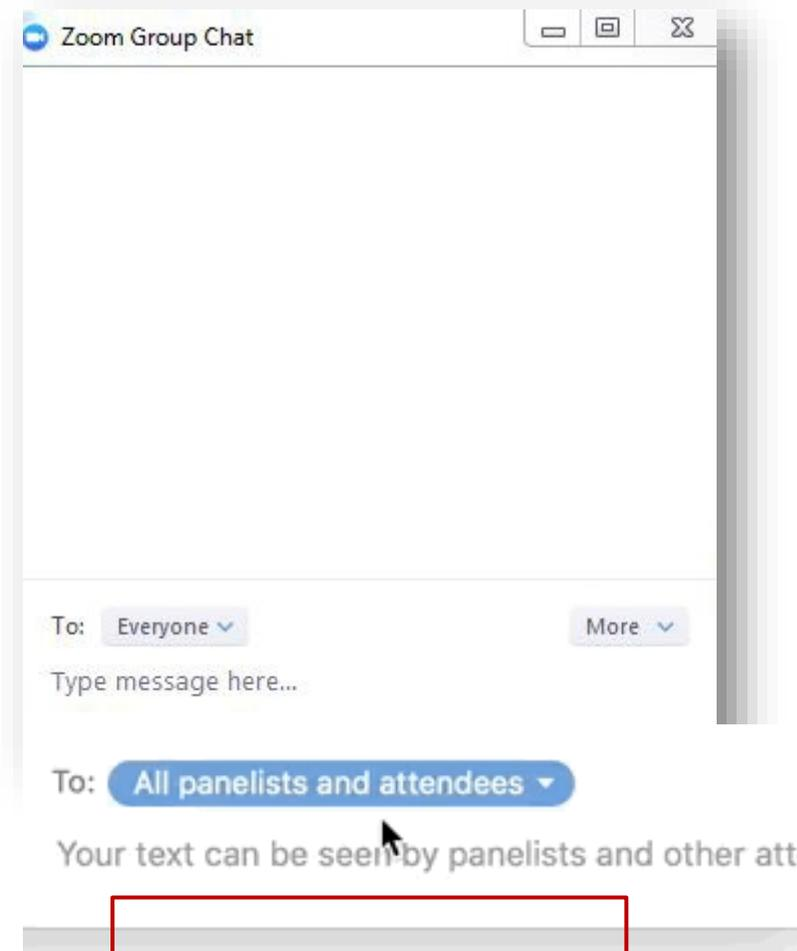 Zoom Group Chat
To: Everyone More
Type message here...
To: All panelists and attendees
Your text can be seen by panelists and other att